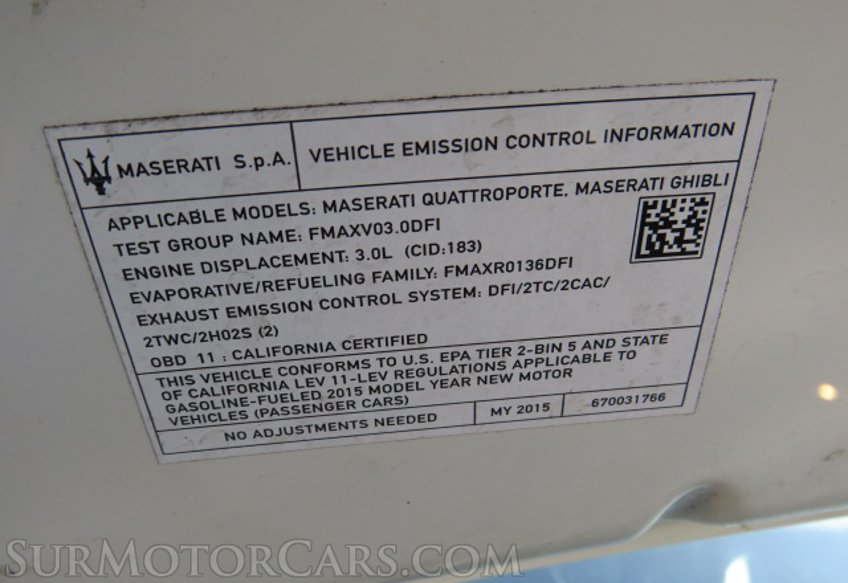 MASERATI S.p.A.
VEHICLE EMISSION CONTROL INFORMATION
APPLICABLE MODELS: MASERATI QUATTROPORTE, MASERATI GHIBLI
TEST GROUP NAME: FMAXV03.0DFI
ENGINE DISPLACEMENT: 3.0L (CID:183)
EVAPORATIVE/REFUELING FAMILY: FMAXR0136DFI
EXHAUST EMISSION CONTROL SYSTEM: DFI/2TC/2CAC/
2TWC/2HO2S (2)
OBD 11 : CALIFORNIA CERTIFIED
THIS VEHICLE CONFORMS TO U.S. EPA TIER 2-BIN 5 AND STATE
OF CALIFORNIA LEV 11-LEV REGULATIONS APPLICABLE TO
GASOLINE-FUELED 2015 MODEL YEAR NEW MOTOR
VEHICLES (PASSENGER CARS)
NO ADJUSTMENTS NEEDED
MY 2015
670031766
SURMOTORCARS.COM